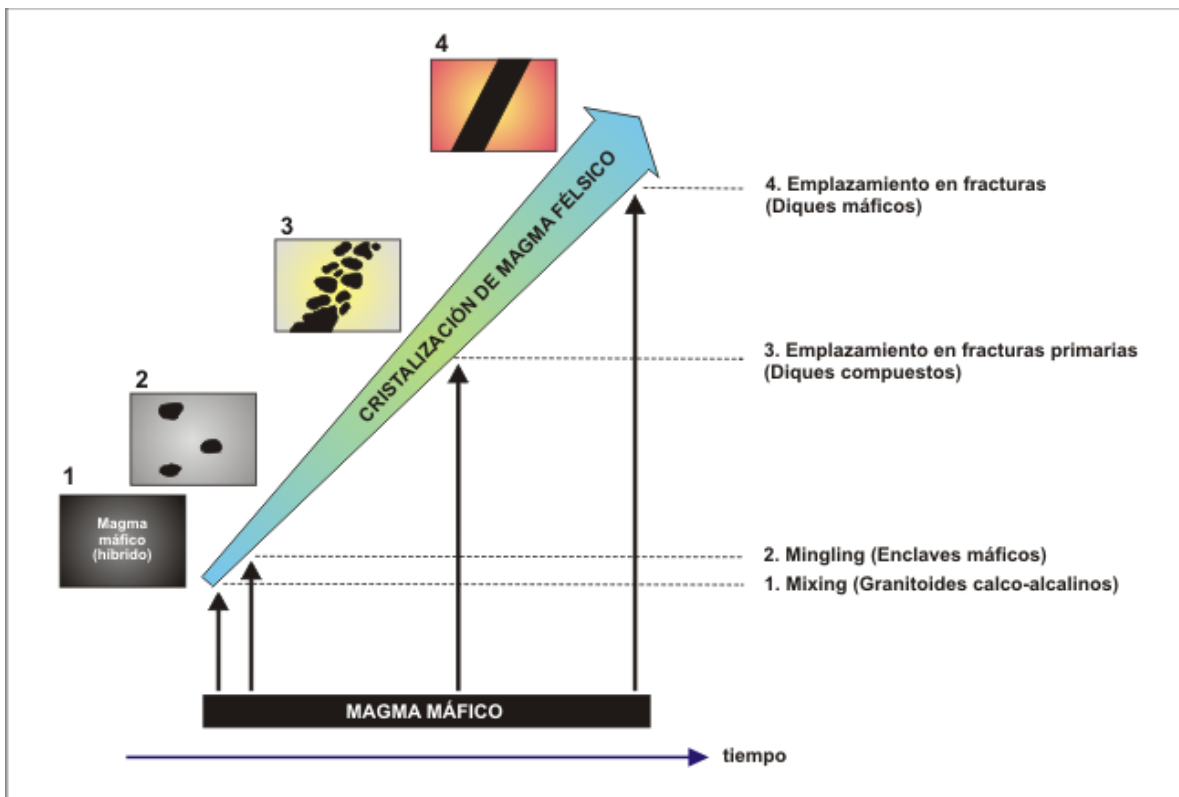 4
4. Emplazamiento en fracturas
(Diques máficos)
3
CRISTALIZACIÓN DE MAGMA FÉLSICO
3. Emplazamiento en fracturas primarias
(Diques compuestos)
2
1
Magma
máfico
(híbrido)
2. Mingling (Enclaves máficos)
1. Mixing (Granitoides calco-alcalinos)
MAGMA MÁFICO
tiempo